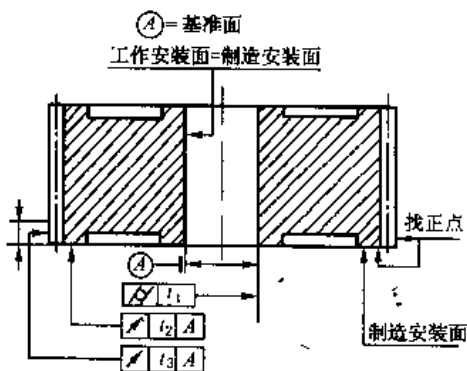 Ⓐ=基准面
工作安装面=制造安装面
找正点
Ⓐ
⌭ t₁
↗ t₂ A
制造安装面
↗ t₃ A